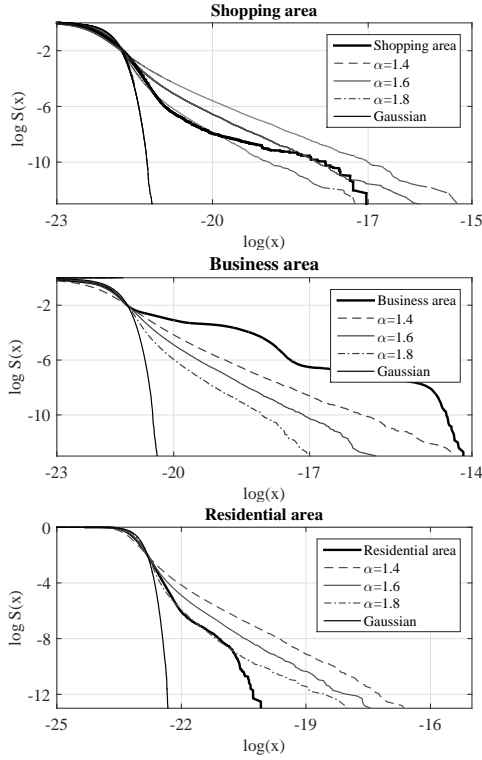 Shopping area
log S(x)
-2
-6
-10
Shopping area
α=1.4
α=1.6
α=1.8
Gaussian
-23 -20 -17 -15
log(x)
Business area
log S(x)
-2
-6
-10
Business area
α=1.4
α=1.6
α=1.8
Gaussian
-23 -20 -17 -14
log(x)
Residential area
log S(x)
0
-4
-8
-12
Residential area
α=1.4
α=1.6
α=1.8
Gaussian
-25 -22 -19 -16
log(x)